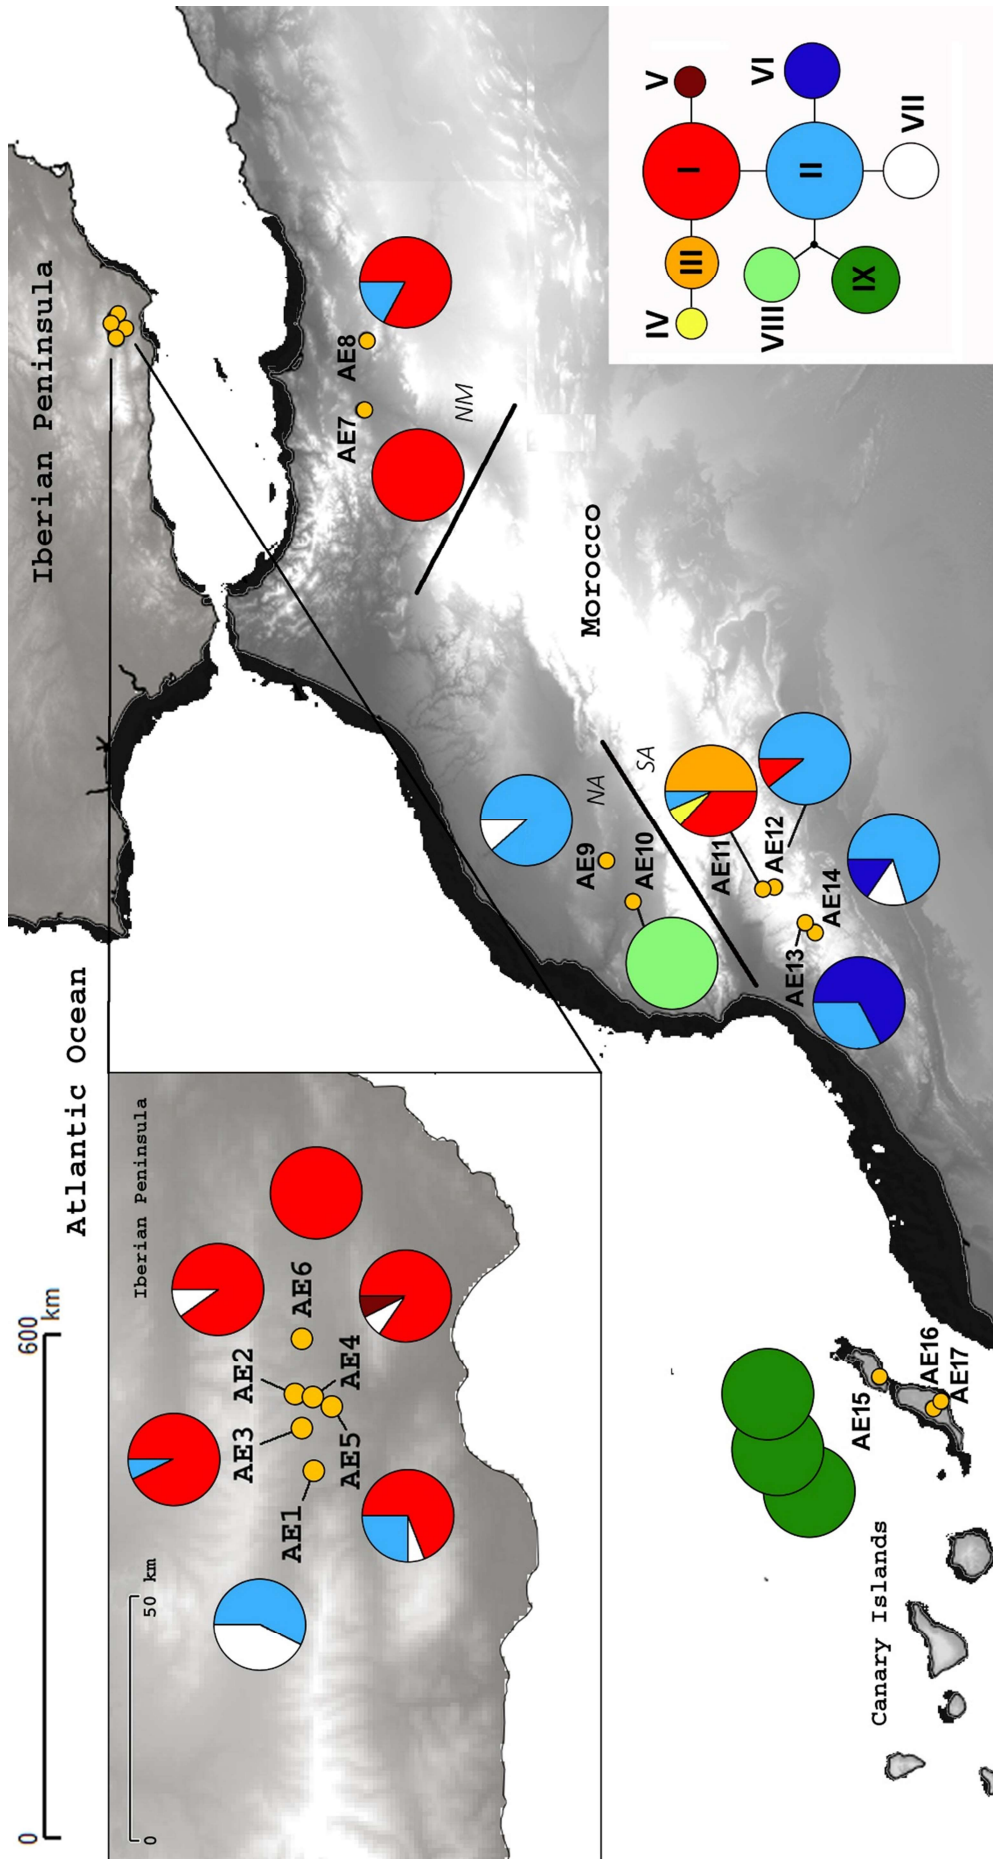 0
600
km
Atlantic Ocean
Iberian Peninsula
Iberian Peninsula
0
50 km
AE1
AE2
AE3
AE4
AE5
AE6
AE7
AE8
NM
Morocco
NA
SA
AE9
AE10
AE11
AE12
AE13
AE14
AE15
AE16
AE17
Canary Islands
IV
III
I
V
VIII
II
VI
IX
VII